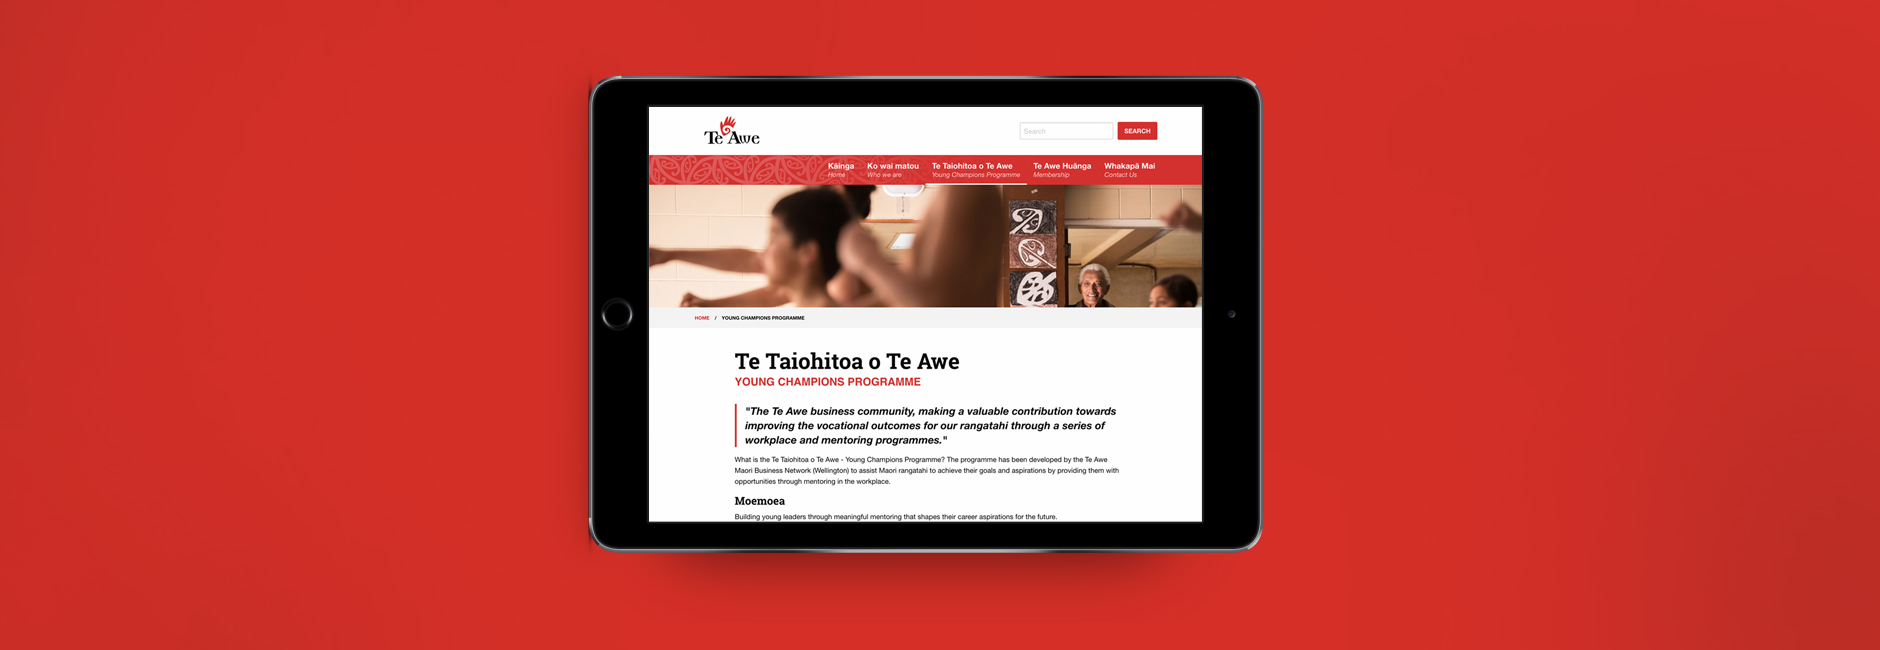 Te Awe
Search
SEARCH
Kāinga
Home
Ko wai matou
Who we are
Te Taiohitoa o Te Awe
Young Champions Programme
Te Awe Huānga
Membership
Whakapā Mai
Contact Us
HOME / YOUNG CHAMPIONS PROGRAMME
Te Taiohitoa o Te Awe
YOUNG CHAMPIONS PROGRAMME
"The Te Awe business community, making a valuable contribution towards
improving the vocational outcomes for our rangatahi through a series of
workplace and mentoring programmes."
What is the Te Taiohitoa o Te Awe - Young Champions Programme? The programme has been developed by the Te Awe
Maori Business Network (Wellington) to assist Maori rangatahi to achieve their goals and aspirations by providing them with
opportunities through mentoring in the workplace.
Moemoea
Building young leaders through meaningful mentoring that shapes their career aspirations for the future.